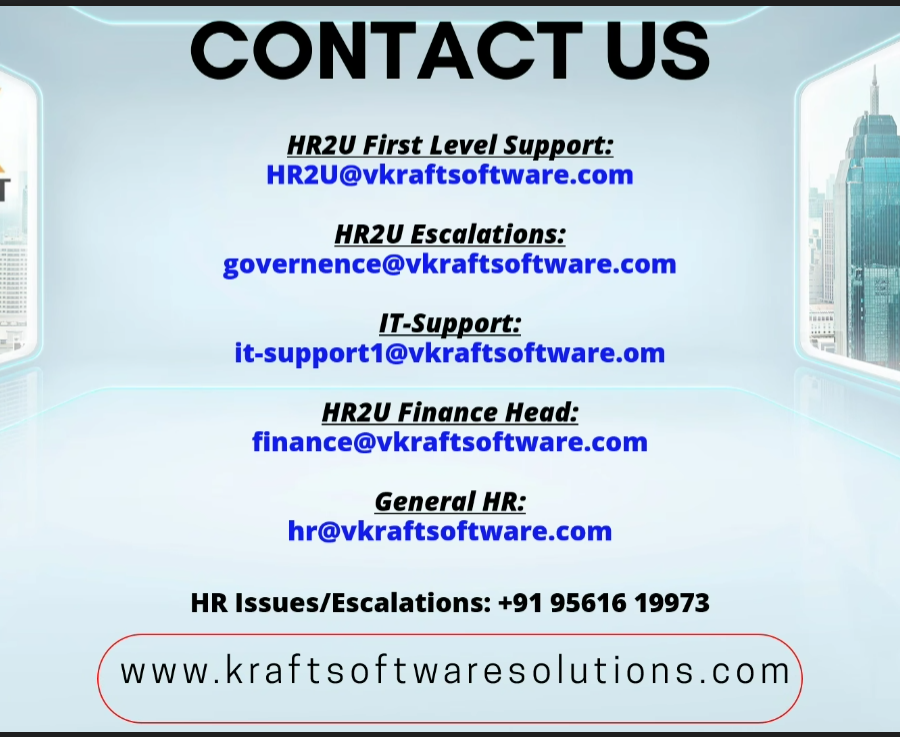 CONTACT US
HR2U First Level Support:
HR2U@vkraftsoftware.com
HR2U Escalations:
governence@vkraftsoftware.com
IT-Support:
it-support1@vkraftsoftware.om
HR2U Finance Head:
finance@vkraftsoftware.com
General HR:
hr@vkraftsoftware.com
HR Issues/Escalations: +91 95616 19973
www.kraftsoftwaresolutions.com